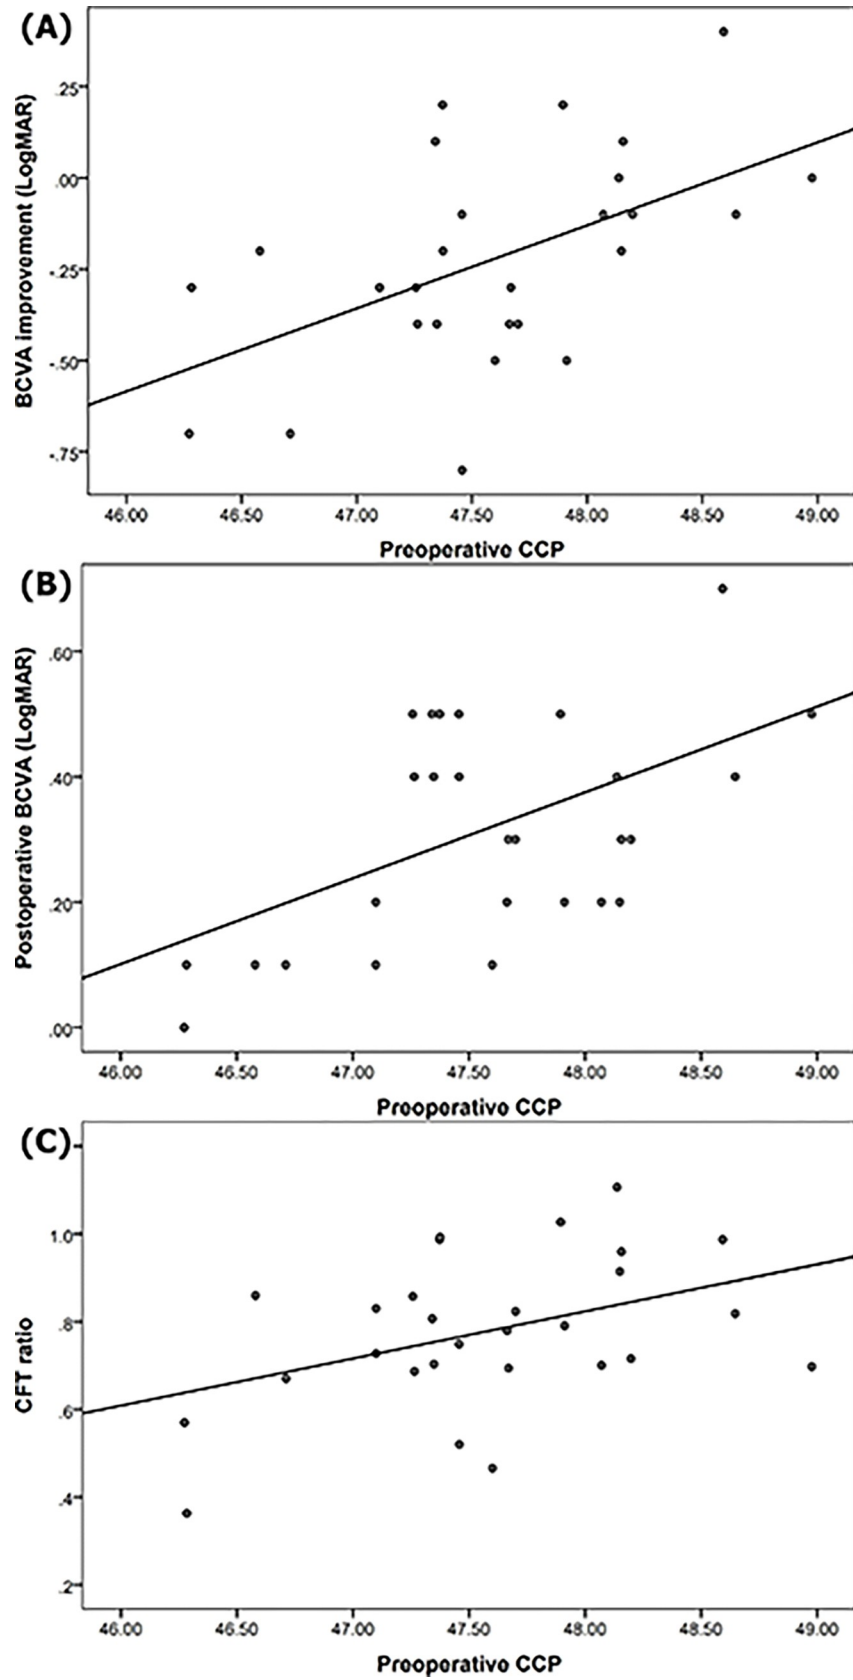 (A)
BCVA improvement (LogMAR)
.25
.00
-.25
-.50
-.75
46.00 46.50 47.00 47.50 48.00 48.50 49.00
Preoperative CCP
(B)
Postoperative BCVA (LogMAR)
.60
.40
.20
.00
46.00 46.50 47.00 47.50 48.00 48.50 49.00
Preoperative CCP
(C)
CFT ratio
1.0
.8
.6
.4
.2
46.00 46.50 47.00 47.50 48.00 48.50 49.00
Preoperative CCP